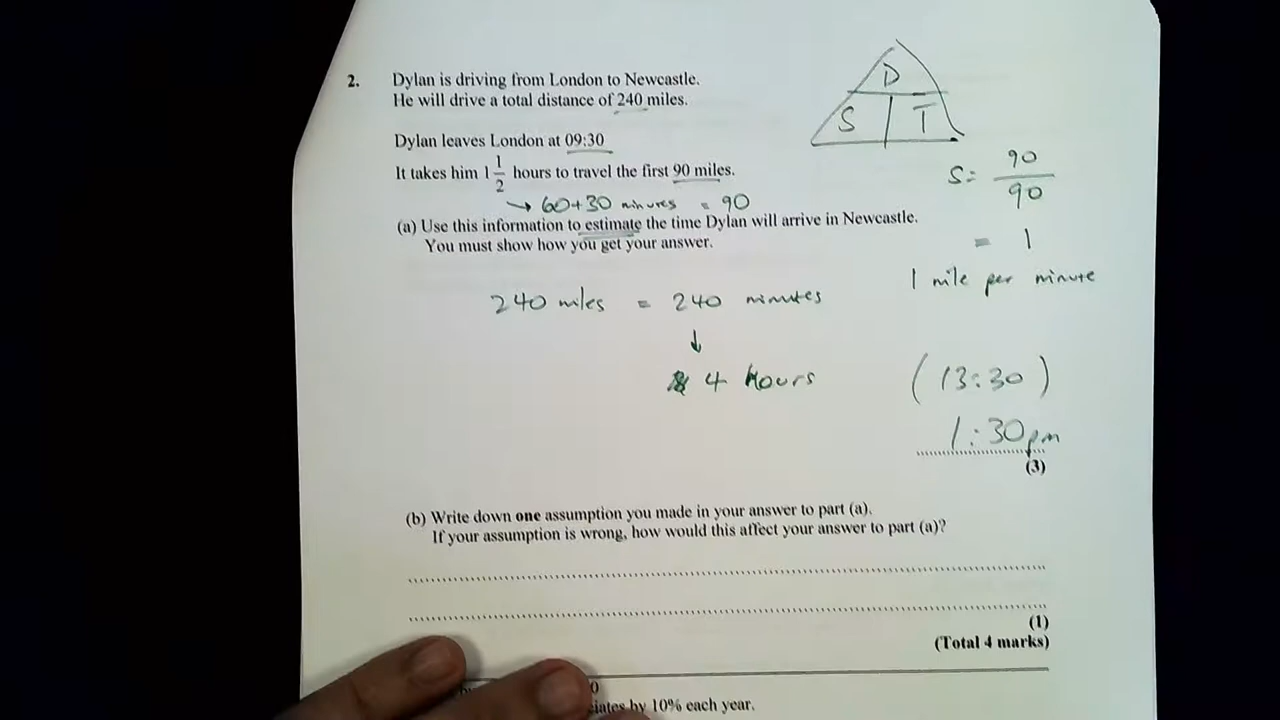 2. Dylan is driving from London to Newcastle.
He will drive a total distance of 240 miles.
D
S T
Dylan leaves London at 09:30
It takes him 1 1/2 hours to travel the first 90 miles.
→ 60+30 minutes = 90
S= 90/90
(a) Use this information to estimate the time Dylan will arrive in Newcastle.
You must show how you get your answer.
= 1
1 mile per minute
240 miles = 240 minutes
↓
4 hours
(13:30)
1:30pm
(3)
(b) Write down one assumption you made in your answer to part (a).
If your assumption is wrong, how would this affect your answer to part (a)?
(1)
(Total 4 marks)
0
ciates by 10% each year.